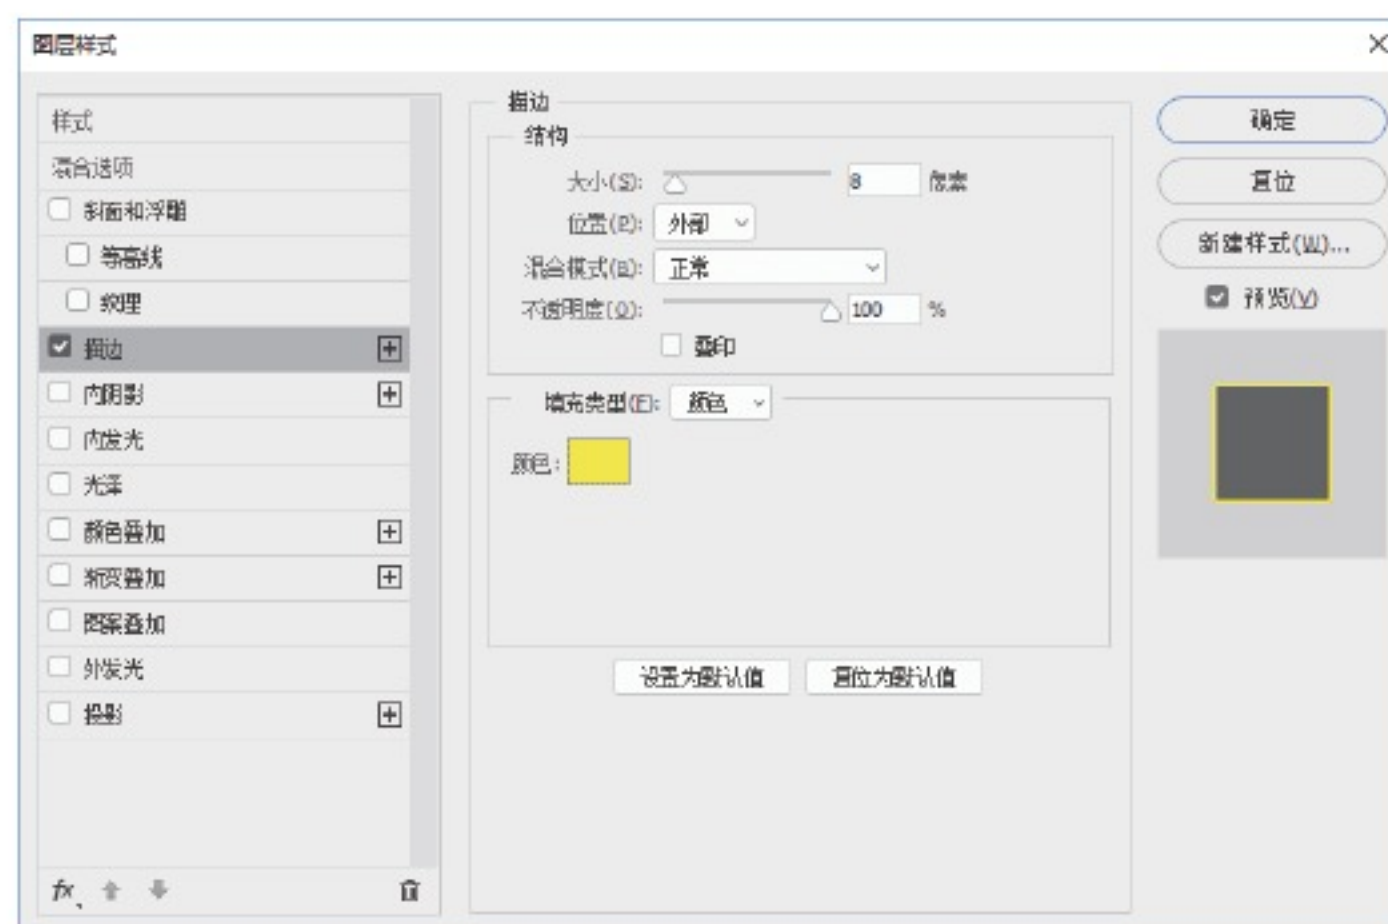 图层样式
样式
混合选项
斜面和浮雕
等高线
纹理
描边
内阴影
内发光
光泽
颜色叠加
渐变叠加
图案叠加
外发光
投影
fx
描边
结构
大小(S): 8 像素
位置(P): 外部
混合模式(B): 正常
不透明度(O): 100 %
叠印
填充类型(F): 颜色
颜色:
设置为默认值 复位为默认值
确定
复位
新建样式(W)...
预览(V)